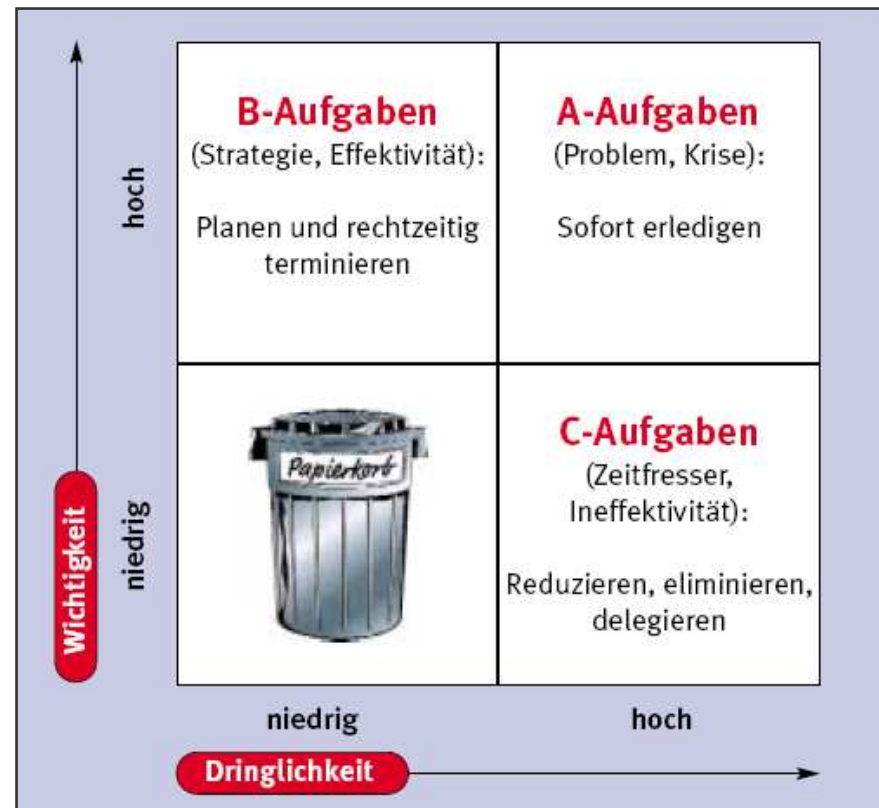 B-Aufgaben
(Strategie, Effektivität):
Planen und rechtzeitig
terminieren
A-Aufgaben
(Problem, Krise):
Sofort erledigen
Papierkorb
C-Aufgaben
(Zeitfresser,
Ineffektivität):
Reduzieren, eliminieren,
delegieren
hoch
niedrig
Wichtigkeit
niedrig
hoch
Dringlichkeit